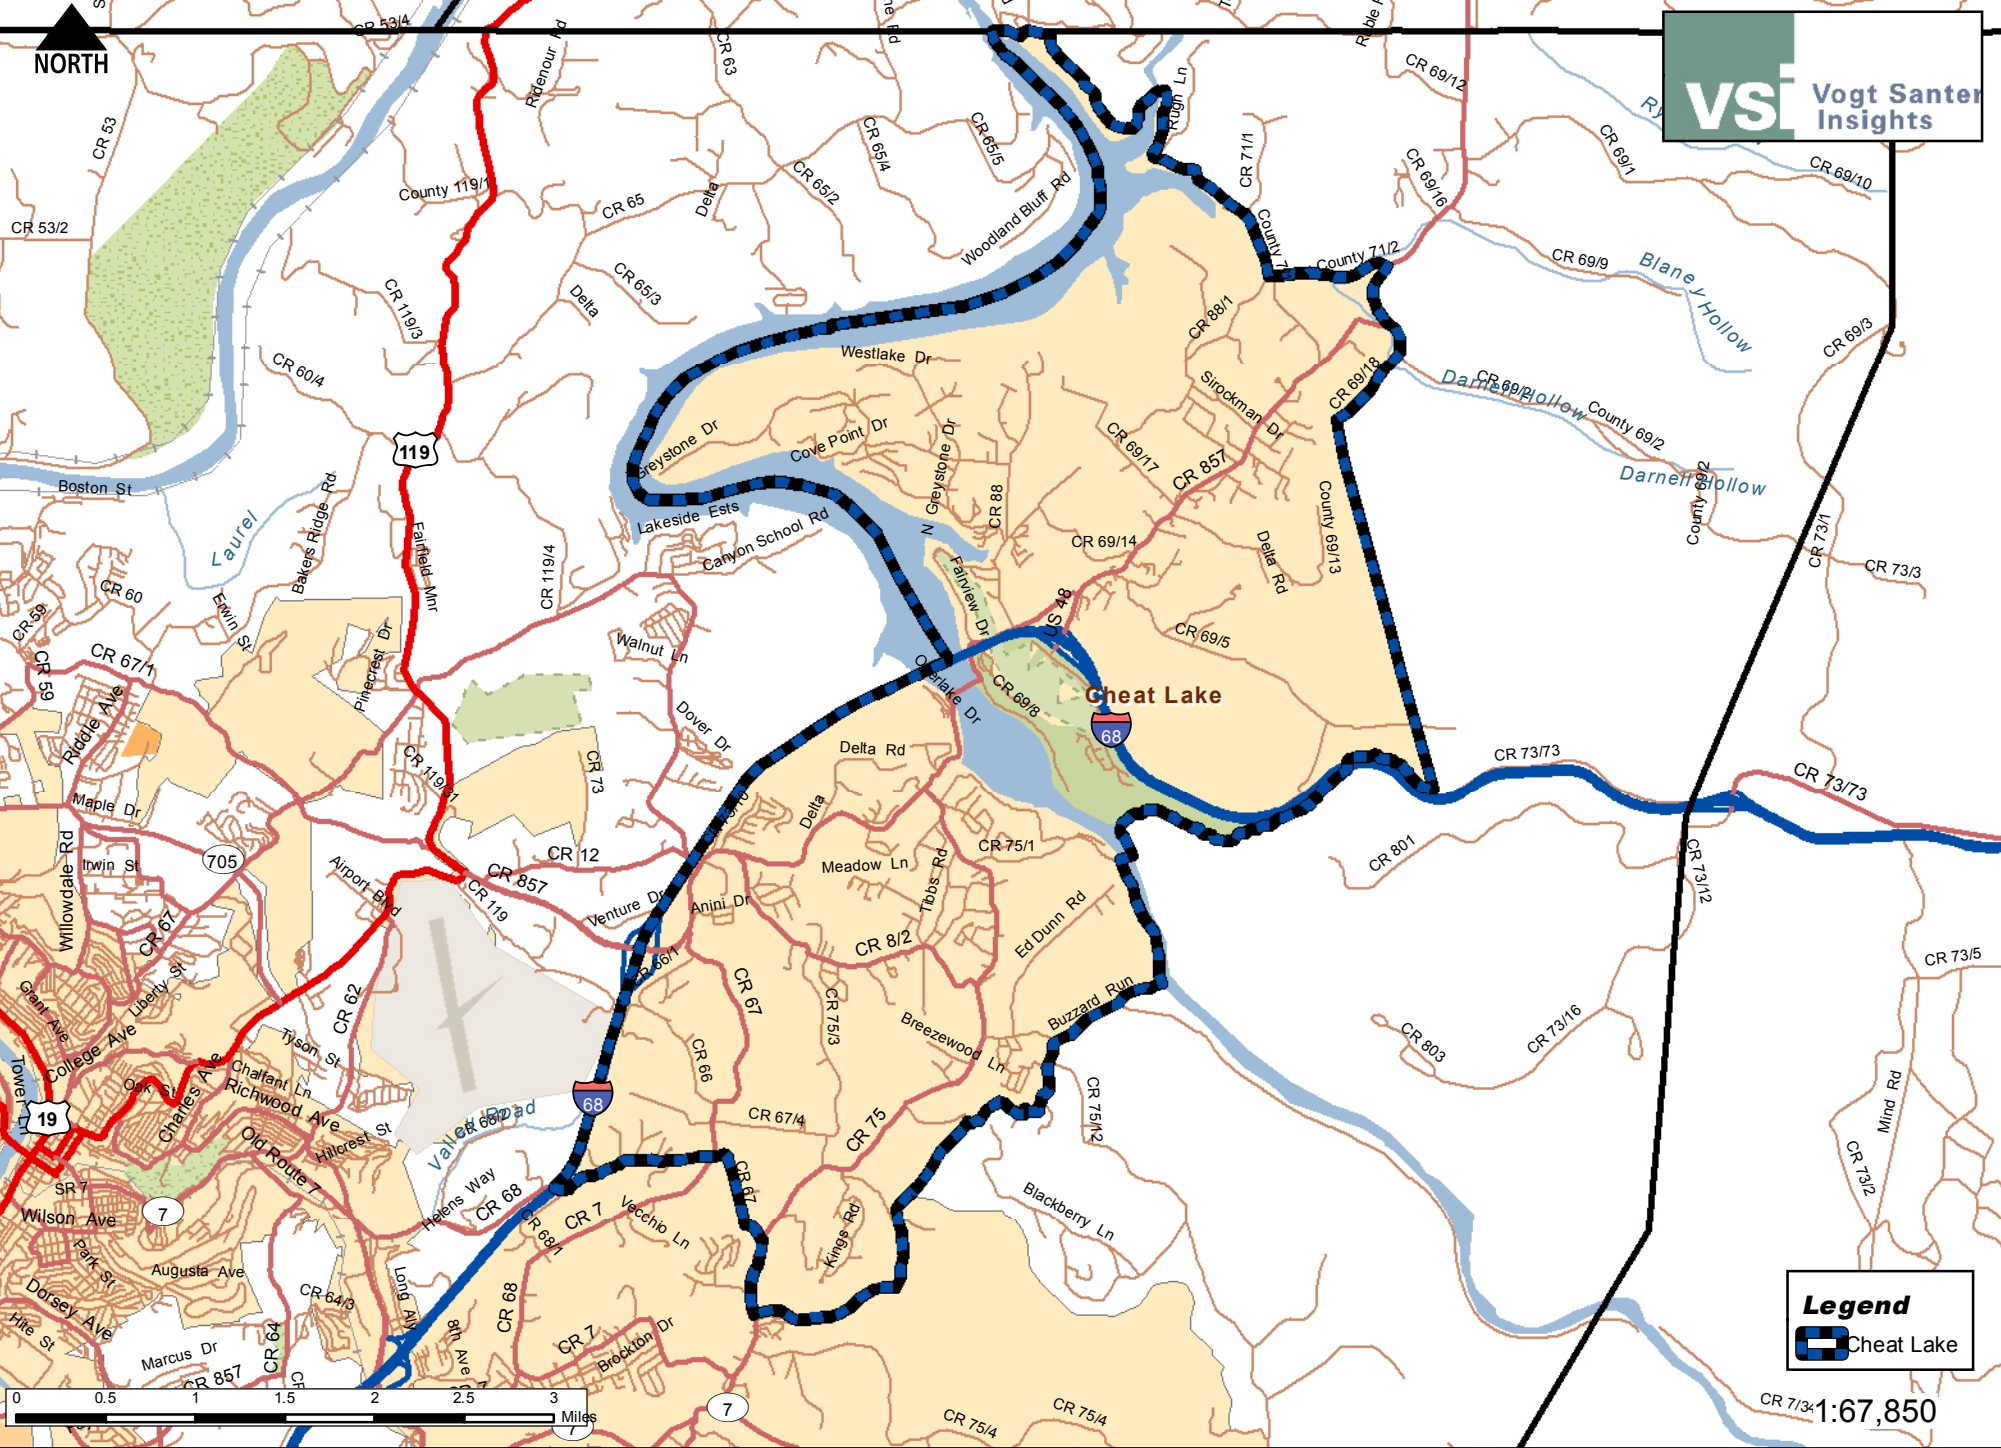 NORTH
CR 53/4
Ridenour Rd
CR 63
CR 69/12
Vogt Santer
Insights
vsi
CR 53
CR 65/4
CR 65/5
Rugh Ln
CR 71/1
CR 69/1
CR 69/10
County 119/1
CR 65
Delta
CR 65/2
Woodland Bluff Rd
CR 69/16
CR 53/2
County 71/2
CR 69/9
Blaney Hollow
CR 119/3
Delta
CR 65/3
CR 88/1
CR 69/3
CR 60/4
Westlake Dr
CR 69/18
Sirockman Dr
CR 69/2
Darnell Hollow
County 69/2
119
Greystone Dr
Cove Point Dr
N Greystone Dr
CR 69/17
CR 857
Darnell Hollow
County 69/2
Boston St
Laurel
Bakers Ridge Rd
Fairfield Mnr
Lakeside Ests
Canyon School Rd
CR 88
CR 69/14
Delta Rd
County 69/13
CR 73/1
CR 73/3
CR 119/4
CR 60
CR 59
Erwin St
Fairview Dr
US 48
CR 69/5
CR 67/1
CR 59
Pinecrest Dr
Walnut Ln
Overlake Dr
CR 69/8
Cheat Lake
Riddle Ave
Dover Dr
68
CR 119/31
CR 73
Delta Rd
CR 73/73
CR 73/73
Maple Dr
Delta
Willowdale Rd
Irwin St
705
Airport Blvd
CR 12
CR 857
CR 119
Meadow Ln
CR 75/1
Tibbs Rd
CR 801
CR 73/12
CR 67
Venture Dr
Anini Dr
CR 8/2
Ed Dunn Rd
CR 66/1
CR 73/5
Grant Ave
Liberty St
College Ave
CR 62
CR 67
CR 75/3
Buzzard Run
Breezewood Ln
CR 803
CR 73/16
Tyson St
Chalfant Ln
Richwood Ave
Oak St
Charles Ave
CR 66
19
68
CR 68/2
Valley Road
CR 67/4
CR 75
CR 75/12
Mind Rd
CR 73/2
Old Route 7
Hillcrest St
SR 7
Wilson Ave
7
Helens Way
CR 68
CR 68/1
CR 7
Vecchio Ln
CR 67
Kings Rd
Blackberry Ln
Park St
Augusta Ave
CR 64/3
Long Ally
CR 68
Dorsey Ave
Hite St
Marcus Dr
CR 857
CR 64
8th Ave
CR 7
Brockton Dr
Legend
Cheat Lake
0 0.5 1 1.5 2 2.5 3
Miles
7
7
CR 75/4
CR 75/4
1:67,850